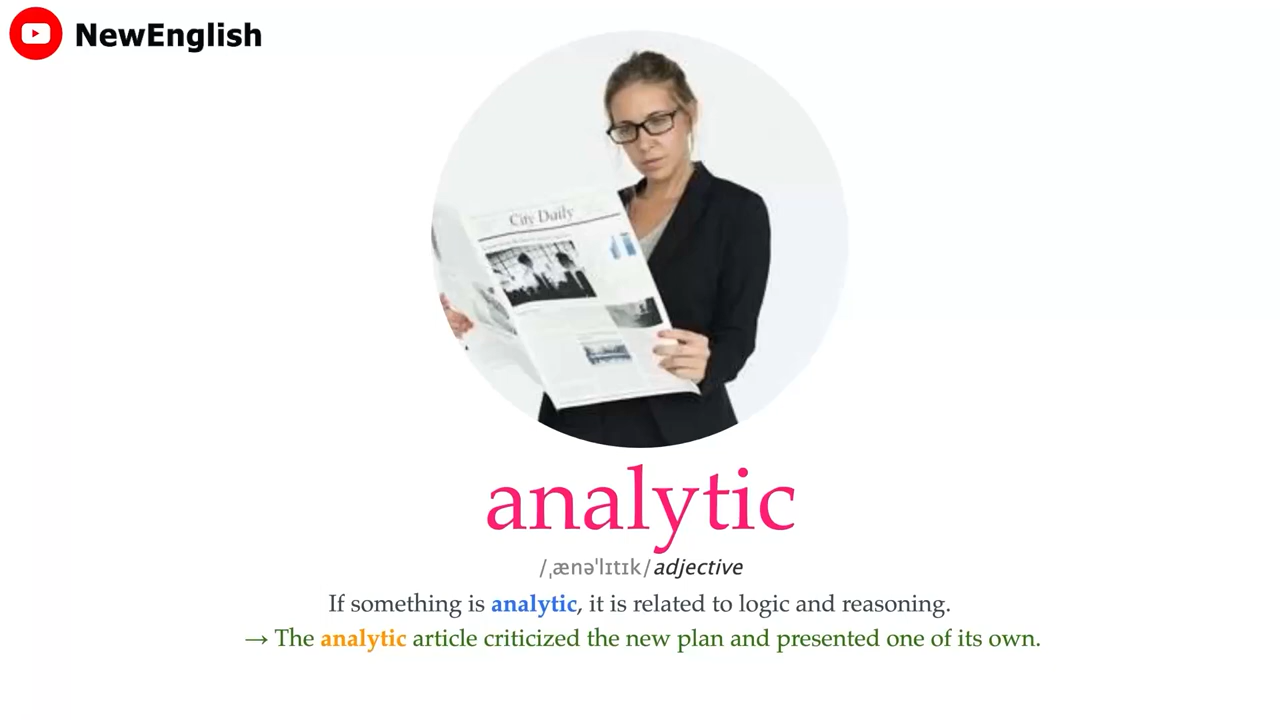 NewEnglish
City Daily
analytic
/ˌænəˈlɪtɪk/ adjective
If something is analytic, it is related to logic and reasoning.
→ The analytic article criticized the new plan and presented one of its own.